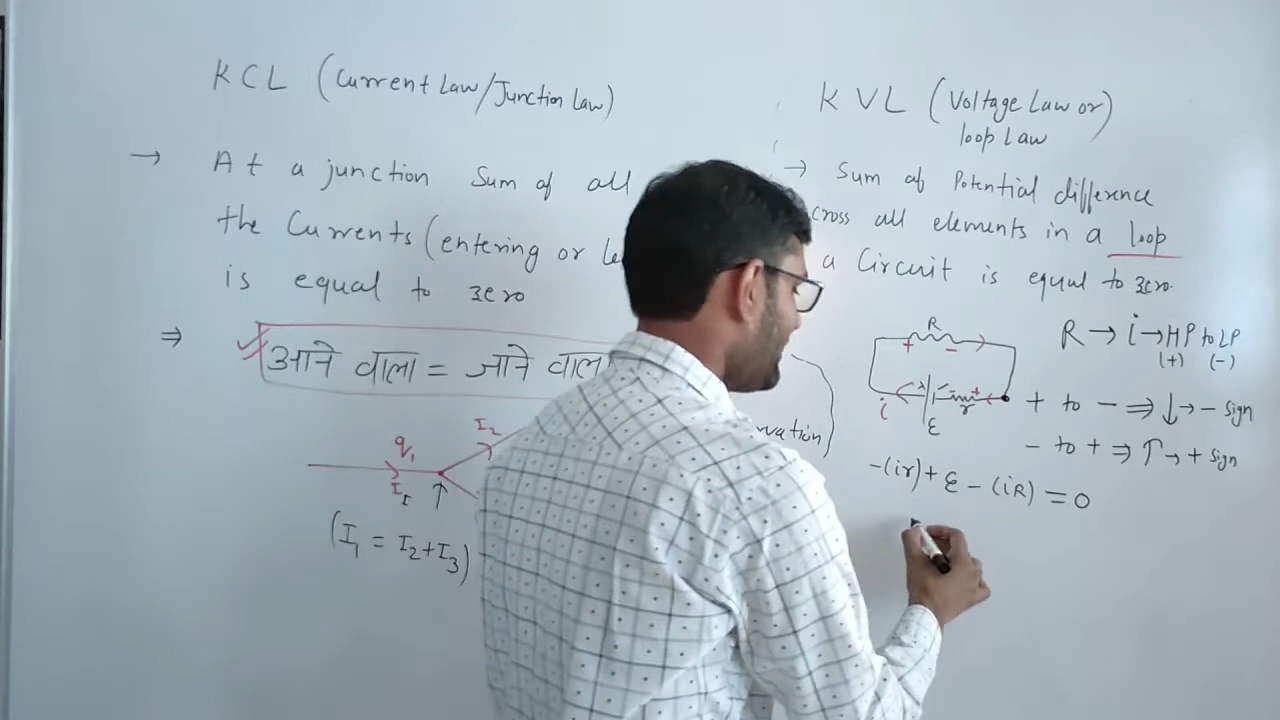 KCL (Current Law/Junction Law)
→ At a junction Sum of all
the Currents (entering or
is equal to zero
⇒ आने वाला = जाने वाला
q₁
I₁
I₂
↑
(I₁ = I₂+I₃)
KVL (Voltage Law or)
loop Law
→ Sum of Potential difference
all elements in a loop
a Circuit is equal to zero.
R
+ -
i
ε
+
r
R → i → HP to LP
(+) (-)
+ to - ⇒ ↓ → - Sign
- to + ⇒ ↑ → + Sign
-(ir) + ε - (iR) = 0